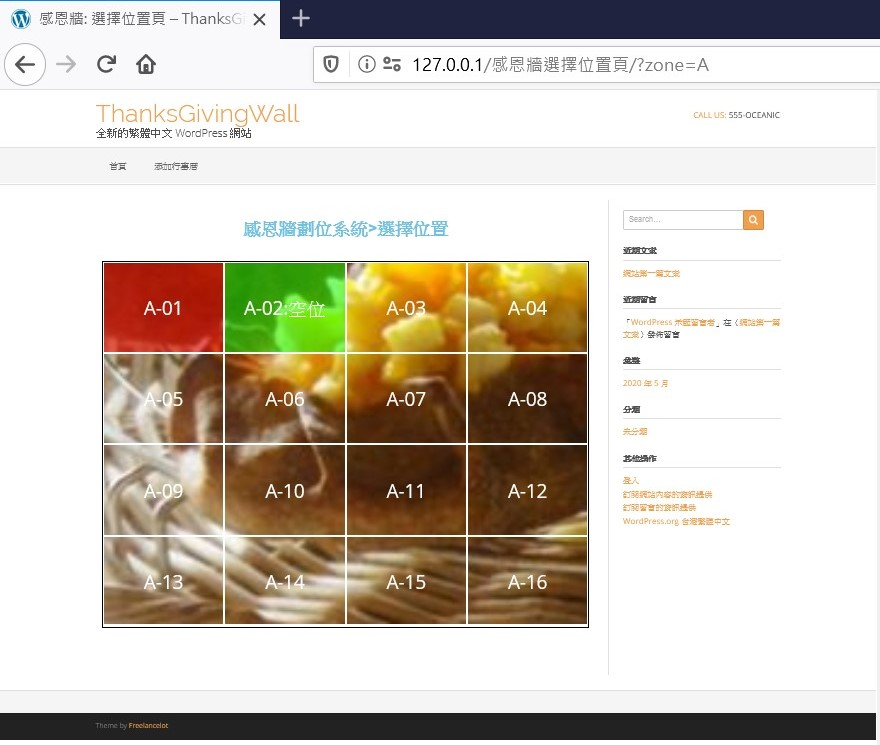 感恩牆: 選擇位置頁 – ThanksG
127.0.0.1/感恩牆選擇位置頁/?zone=A
ThanksGivingWall
全新的繁體中文 WordPress 網站
CALL US: 555-OCEANIC
首頁 添加行事曆
感恩牆劃位系統>選擇位置
A-01 A-02:空位 A-03 A-04
A-05 A-06 A-07 A-08
A-09 A-10 A-11 A-12
A-13 A-14 A-15 A-16
Search...
近期文章
網站第一篇文章
近期留言
「WordPress 示範留言者」在〈網站第一篇
文章〉發佈留言
彙整
2020 年 5 月
分類
未分類
其他操作
登入
訂閱網站內容的資訊提供
訂閱留言的資訊提供
WordPress.org 台灣繁體中文
Theme by Freelancelot